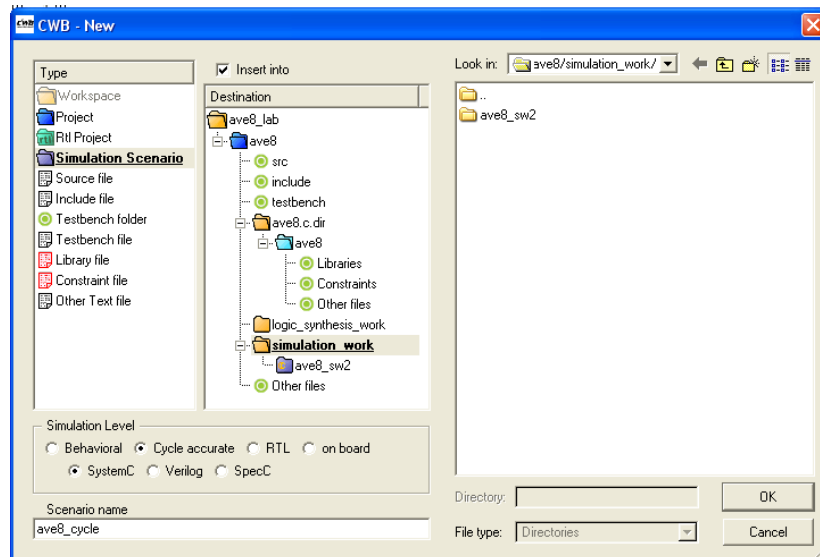 CWB - New
Type
Workspace
Project
Rtl Project
Simulation Scenario
Source file
Include file
Testbench folder
Testbench file
Library file
Constraint file
Other Text file
Insert into
Destination
ave8_lab
ave8
src
include
testbench
ave8.c.dir
ave8
Libraries
Constraints
Other files
logic_synthesis_work
simulation_work
ave8_sw2
Other files
Look in: ave8/simulation_work/
..
ave8_sw2
Simulation Level
Behavioral Cycle accurate RTL on board
SystemC Verilog SpecC
Scenario name
ave8_cycle
Directory:
OK
File type: Directories
Cancel